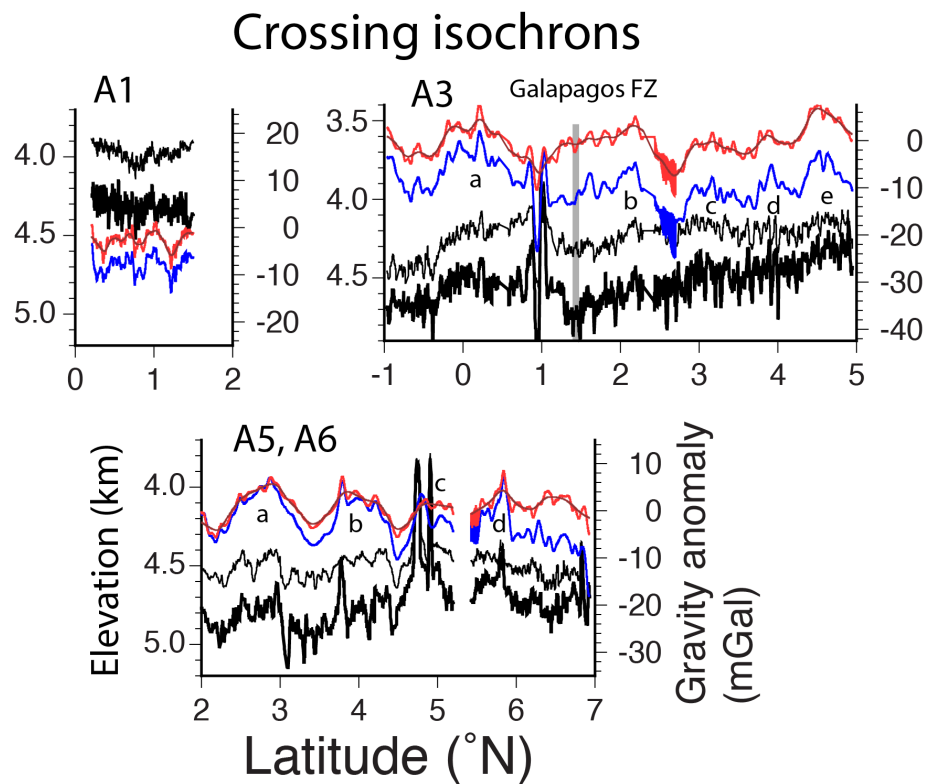 Crossing isochrons
A1
4.0
4.5
5.0
20
10
0
-10
-20
0 1 2
A3
Galapagos FZ
3.5
4.0
4.5
a b c d e
0
-10
-20
-30
-40
-1 0 1 2 3 4 5
A5, A6
Elevation (km)
4.0
4.5
5.0
a b c d
10
0
-10
-20
-30
Gravity anomaly
(mGal)
2 3 4 5 6 7
Latitude (˚N)